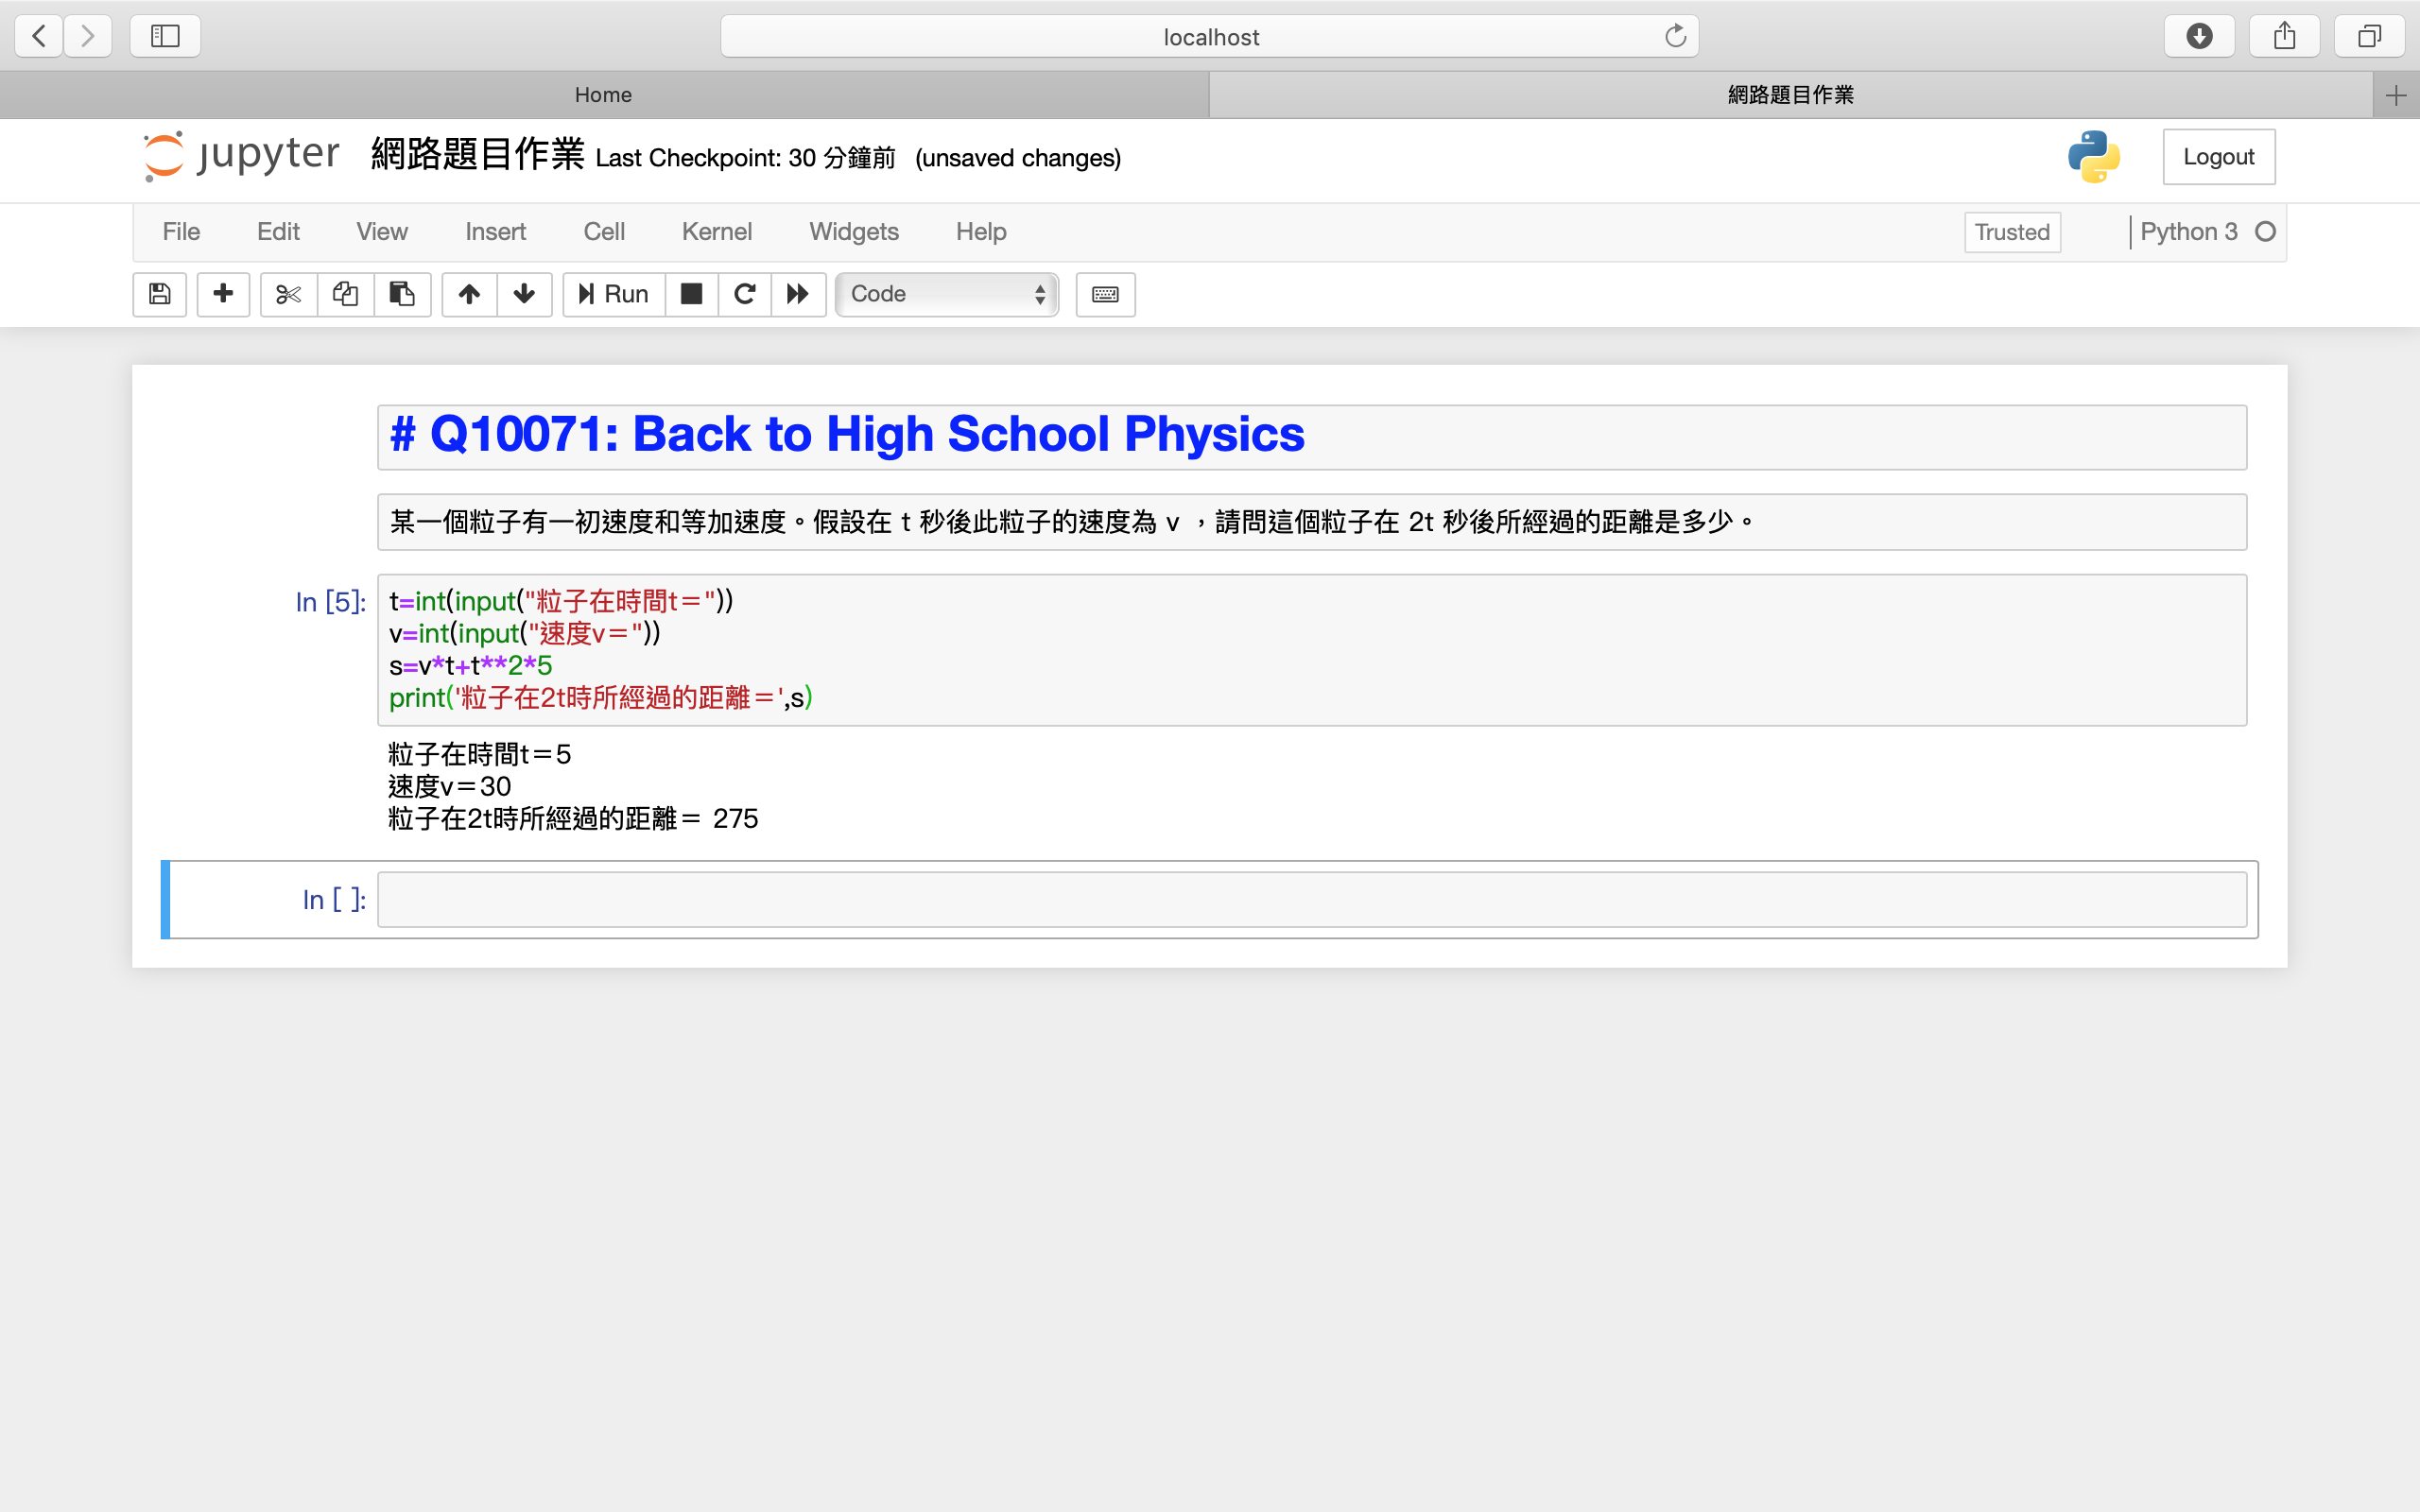 localhost
Home
網路題目作業
jupyter 網路題目作業 Last Checkpoint: 30 分鐘前 (unsaved changes)
Logout
File Edit View Insert Cell Kernel Widgets Help
Trusted
Python 3
Run
Code
# Q10071: Back to High School Physics
某一個粒子有一初速度和等加速度。假設在 t 秒後此粒子的速度為 v ，請問這個粒子在 2t 秒後所經過的距離是多少。
In [5]:
t=int(input("粒子在時間t＝"))
v=int(input("速度v＝"))
s=v*t+t**2*5
print('粒子在2t時所經過的距離＝',s)
粒子在時間t＝5
速度v＝30
粒子在2t時所經過的距離＝ 275
In [ ]: